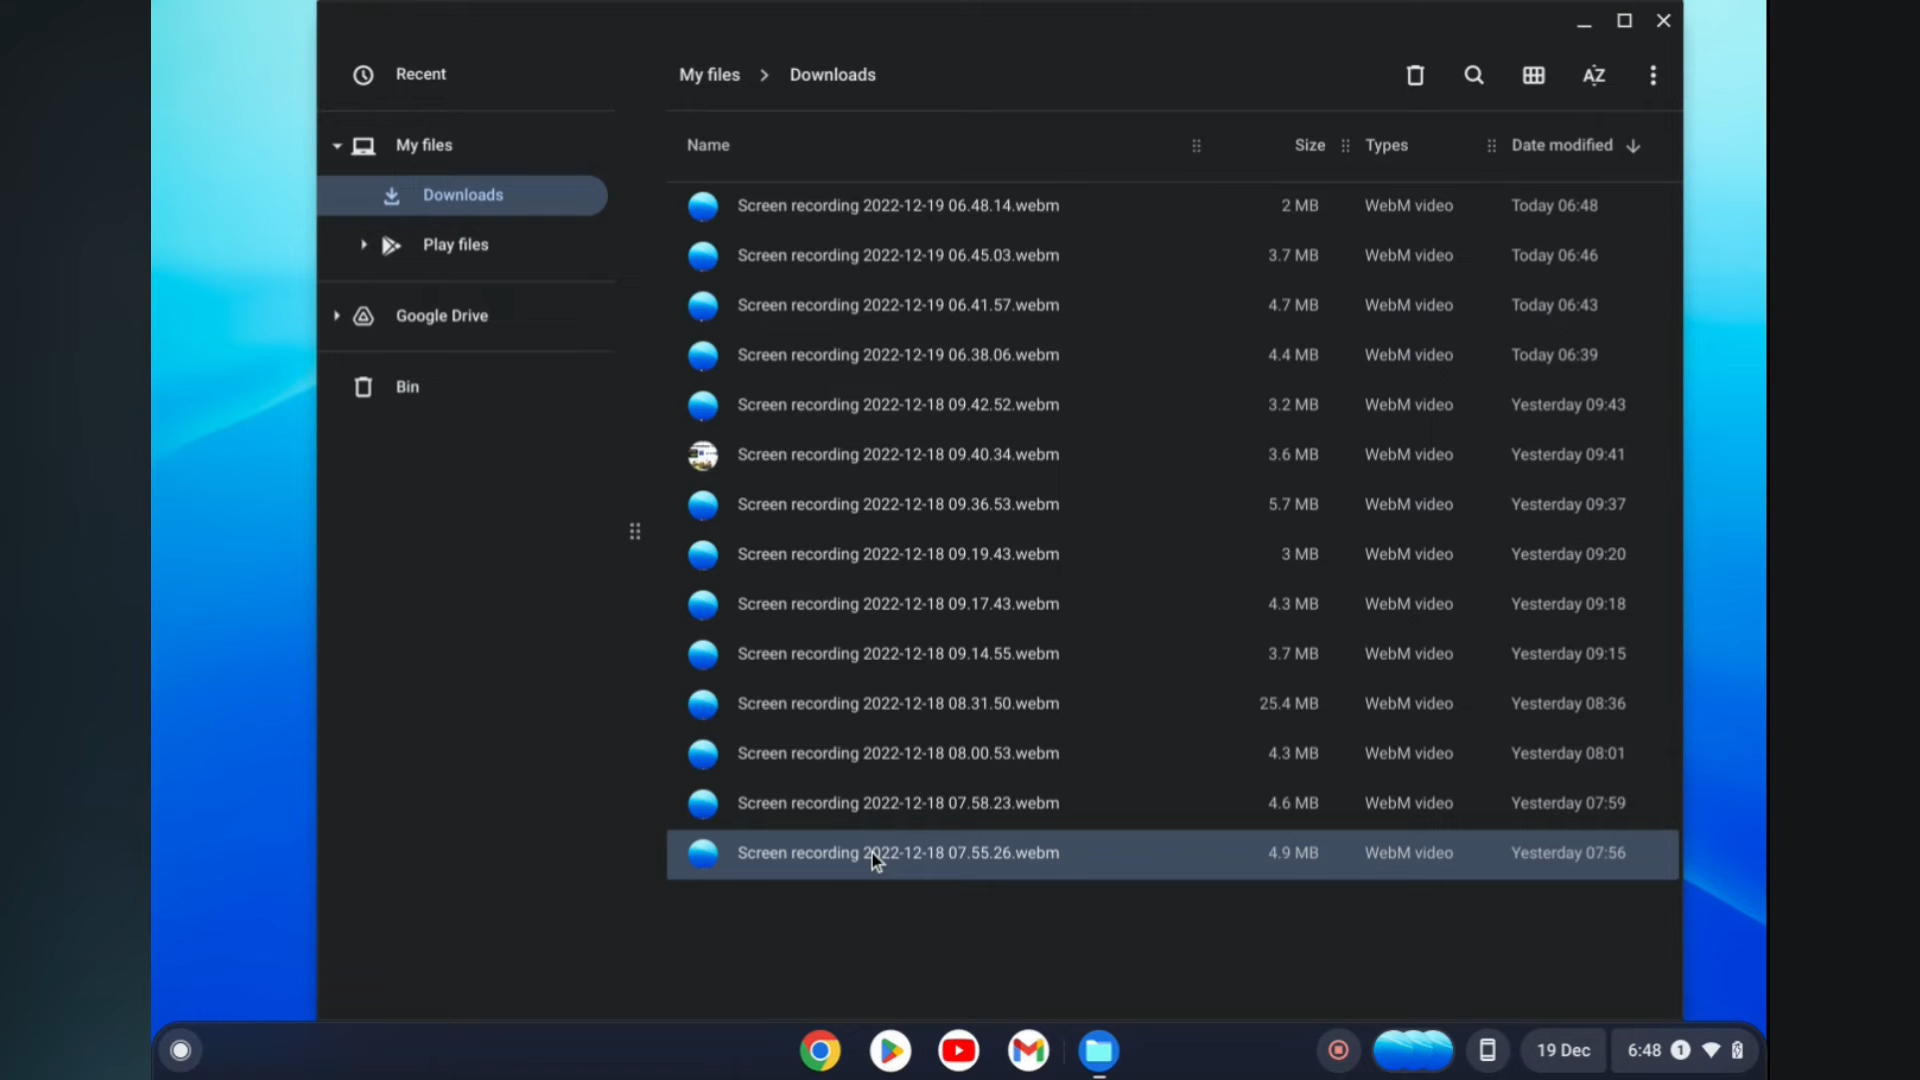 Recent
My files
Downloads
Play files
Google Drive
Bin
My files > Downloads
AZ
Name Size Types Date modified
Screen recording 2022-12-19 06.48.14.webm 2 MB WebM video Today 06:48
Screen recording 2022-12-19 06.45.03.webm 3.7 MB WebM video Today 06:46
Screen recording 2022-12-19 06.41.57.webm 4.7 MB WebM video Today 06:43
Screen recording 2022-12-19 06.38.06.webm 4.4 MB WebM video Today 06:39
Screen recording 2022-12-18 09.42.52.webm 3.2 MB WebM video Yesterday 09:43
Screen recording 2022-12-18 09.40.34.webm 3.6 MB WebM video Yesterday 09:41
Screen recording 2022-12-18 09.36.53.webm 5.7 MB WebM video Yesterday 09:37
Screen recording 2022-12-18 09.19.43.webm 3 MB WebM video Yesterday 09:20
Screen recording 2022-12-18 09.17.43.webm 4.3 MB WebM video Yesterday 09:18
Screen recording 2022-12-18 09.14.55.webm 3.7 MB WebM video Yesterday 09:15
Screen recording 2022-12-18 08.31.50.webm 25.4 MB WebM video Yesterday 08:36
Screen recording 2022-12-18 08.00.53.webm 4.3 MB WebM video Yesterday 08:01
Screen recording 2022-12-18 07.58.23.webm 4.6 MB WebM video Yesterday 07:59
Screen recording 2022-12-18 07.55.26.webm 4.9 MB WebM video Yesterday 07:56
19 Dec 6:48 1